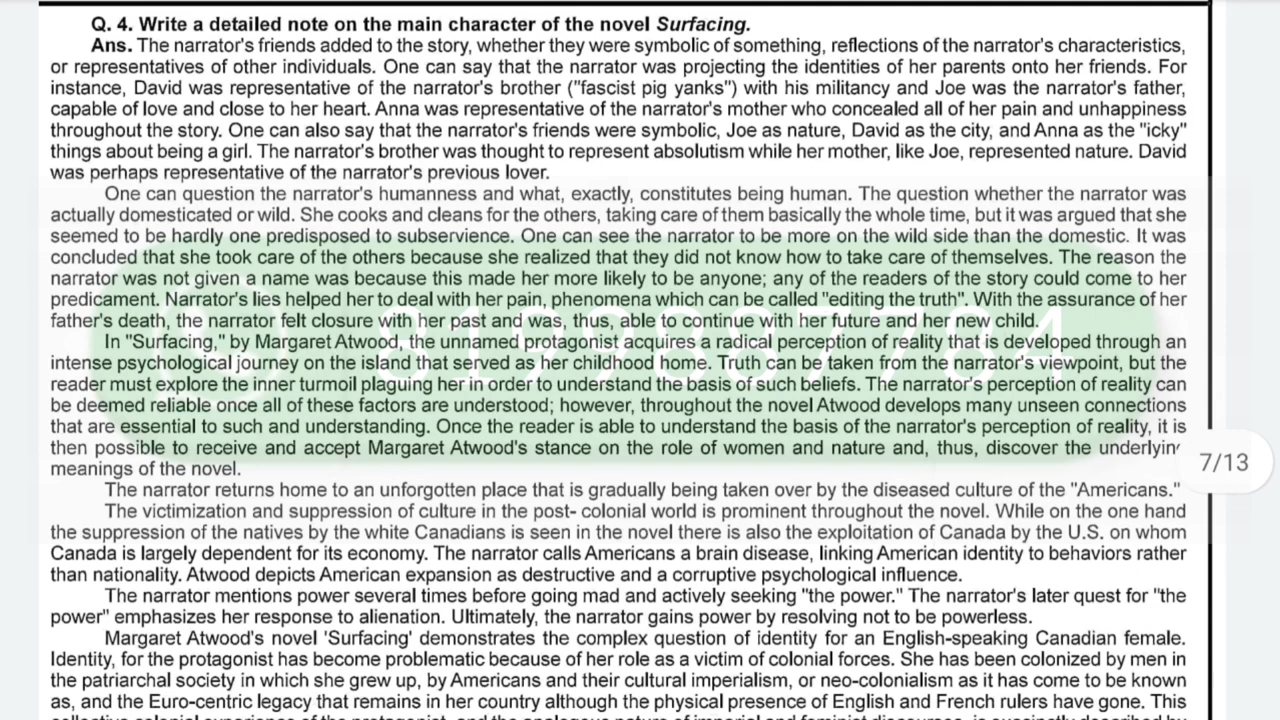 Q. 4. Write a detailed note on the main character of the novel Surfacing.
Ans. The narrator's friends added to the story, whether they were symbolic of something, reflections of the narrator's characteristics,
or representatives of other individuals. One can say that the narrator was projecting the identities of her parents onto her friends. For
instance, David was representative of the narrator's brother ("fascist pig yanks") with his militancy and Joe was the narrator's father,
capable of love and close to her heart. Anna was representative of the narrator's mother who concealed all of her pain and unhappiness
throughout the story. One can also say that the narrator's friends were symbolic, Joe as nature, David as the city, and Anna as the "icky"
things about being a girl. The narrator's brother was thought to represent absolutism while her mother, like Joe, represented nature. David
was perhaps representative of the narrator's previous lover.
One can question the narrator's humanness and what, exactly, constitutes being human. The question whether the narrator was
actually domesticated or wild. She cooks and cleans for the others, taking care of them basically the whole time, but it was argued that she
seemed to be hardly one predisposed to subservience. One can see the narrator to be more on the wild side than the domestic. It was
concluded that she took care of the others because she realized that they did not know how to take care of themselves. The reason the
narrator was not given a name was because this made her more likely to be anyone; any of the readers of the story could come to her
predicament. Narrator's lies helped her to deal with her pain, phenomena which can be called "editing the truth". With the assurance of her
father's death, the narrator felt closure with her past and was, thus, able to continue with her future and her new child.
In "Surfacing," by Margaret Atwood, the unnamed protagonist acquires a radical perception of reality that is developed through an
intense psychological journey on the island that served as her childhood home. Truth can be taken from the narrator's viewpoint, but the
reader must explore the inner turmoil plaguing her in order to understand the basis of such beliefs. The narrator's perception of reality can
be deemed reliable once all of these factors are understood; however, throughout the novel Atwood develops many unseen connections
that are essential to such and understanding. Once the reader is able to understand the basis of the narrator's perception of reality, it is
then possible to receive and accept Margaret Atwood's stance on the role of women and nature and, thus, discover the underlyin
meanings of the novel.
7/13
The narrator returns home to an unforgotten place that is gradually being taken over by the diseased culture of the "Americans."
The victimization and suppression of culture in the post- colonial world is prominent throughout the novel. While on the one hand
the suppression of the natives by the white Canadians is seen in the novel there is also the exploitation of Canada by the U.S. on whom
Canada is largely dependent for its economy. The narrator calls Americans a brain disease, linking American identity to behaviors rather
than nationality. Atwood depicts American expansion as destructive and a corruptive psychological influence.
The narrator mentions power several times before going mad and actively seeking "the power." The narrator's later quest for "the
power" emphasizes her response to alienation. Ultimately, the narrator gains power by resolving not to be powerless.
Margaret Atwood's novel 'Surfacing' demonstrates the complex question of identity for an English-speaking Canadian female.
Identity, for the protagonist has become problematic because of her role as a victim of colonial forces. She has been colonized by men in
the patriarchal society in which she grew up, by Americans and their cultural imperialism, or neo-colonialism as it has come to be known
as, and the Euro-centric legacy that remains in her country although the physical presence of English and French rulers have gone. This